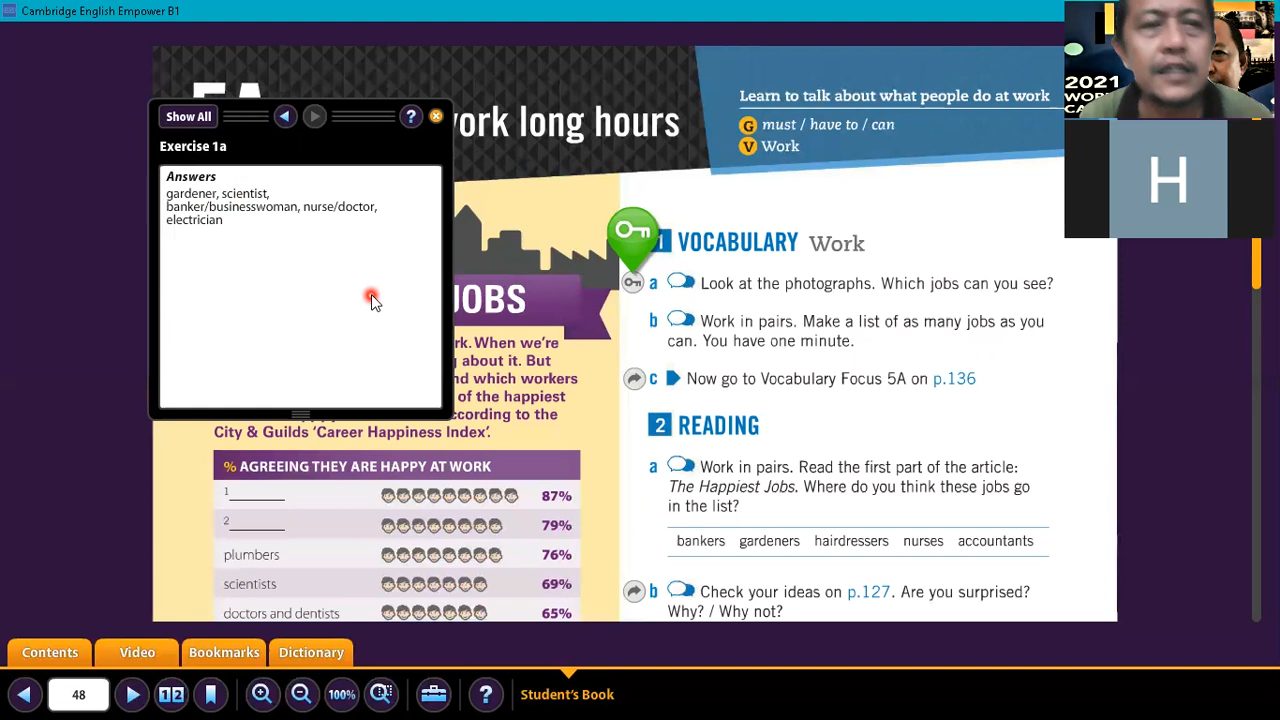 Cambridge English Empower B1
2021
WOR
CA
work long hours
Learn to talk about what people do at work
G must / have to / can
V Work
Show All
?
Exercise 1a
Answers
gardener, scientist,
banker/businesswoman, nurse/doctor,
electrician
JOBS
rk. When we're
g about it. But
nd which workers
of the happiest
ccording to the
City & Guilds 'Career Happiness Index'.
% AGREEING THEY ARE HAPPY AT WORK
1________ 87%
2________ 79%
plumbers 76%
scientists 69%
doctors and dentists 65%
1 VOCABULARY Work
a Look at the photographs. Which jobs can you see?
b Work in pairs. Make a list of as many jobs as you
can. You have one minute.
c Now go to Vocabulary Focus 5A on p.136
2 READING
a Work in pairs. Read the first part of the article:
The Happiest Jobs. Where do you think these jobs go
in the list?
bankers gardeners hairdressers nurses accountants
b Check your ideas on p.127. Are you surprised?
Why? / Why not?
H
Contents Video Bookmarks Dictionary
48 1 2 100% ? Student's Book